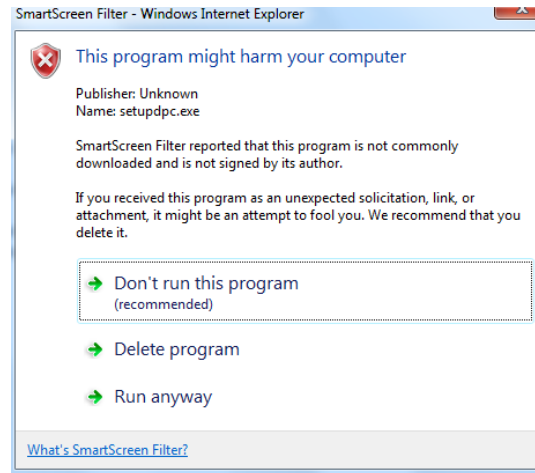 SmartScreen Filter - Windows Internet Explorer
This program might harm your computer
Publisher: Unknown
Name: setupdpc.exe
SmartScreen Filter reported that this program is not commonly
downloaded and is not signed by its author.
If you received this program as an unexpected solicitation, link, or
attachment, it might be an attempt to fool you. We recommend that you
delete it.
Don't run this program
(recommended)
Delete program
Run anyway
What's SmartScreen Filter?